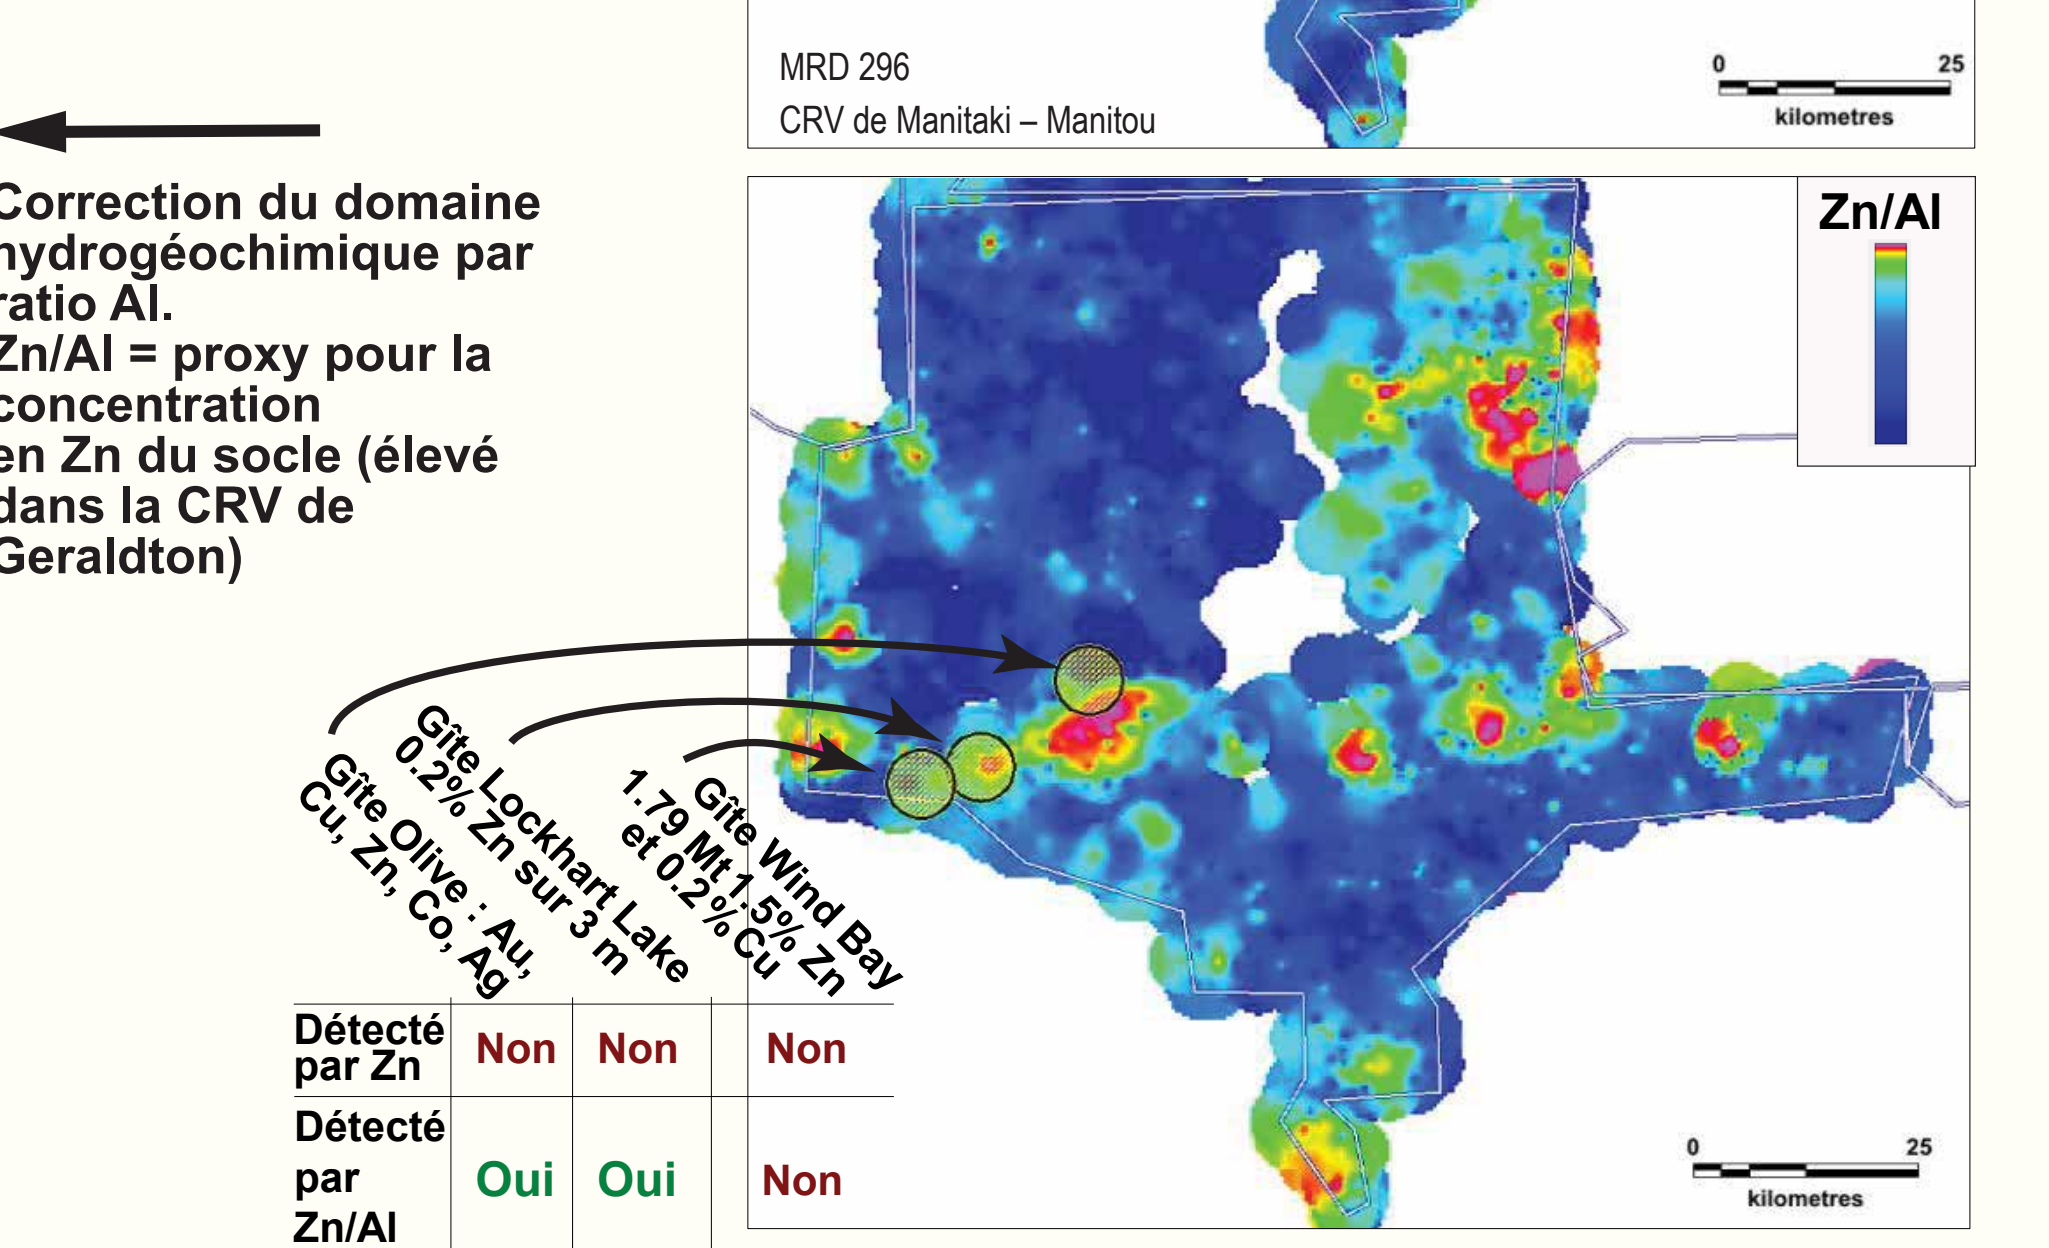 MRD 296
CRV de Manitaki – Manitou
0 25
kilometres
Correction du domaine
hydrogéochimique par
ratio Al.
Zn/Al = proxy pour la
concentration
en Zn du socle (élevé
dans la CRV de
Geraldton)
Zn/Al
Gîte Olive : Au,
Cu, Zn, Co, Ag
Gîte Lockhart Lake
0.2% Zn sur 3 m
Gîte Wind Bay
1.79 Mt 1.5% Zn
et 0.2 % Cu
Détecté
par Zn
Non Non Non
Détecté
par
Zn/Al
Oui Oui Non
0 25
kilometres